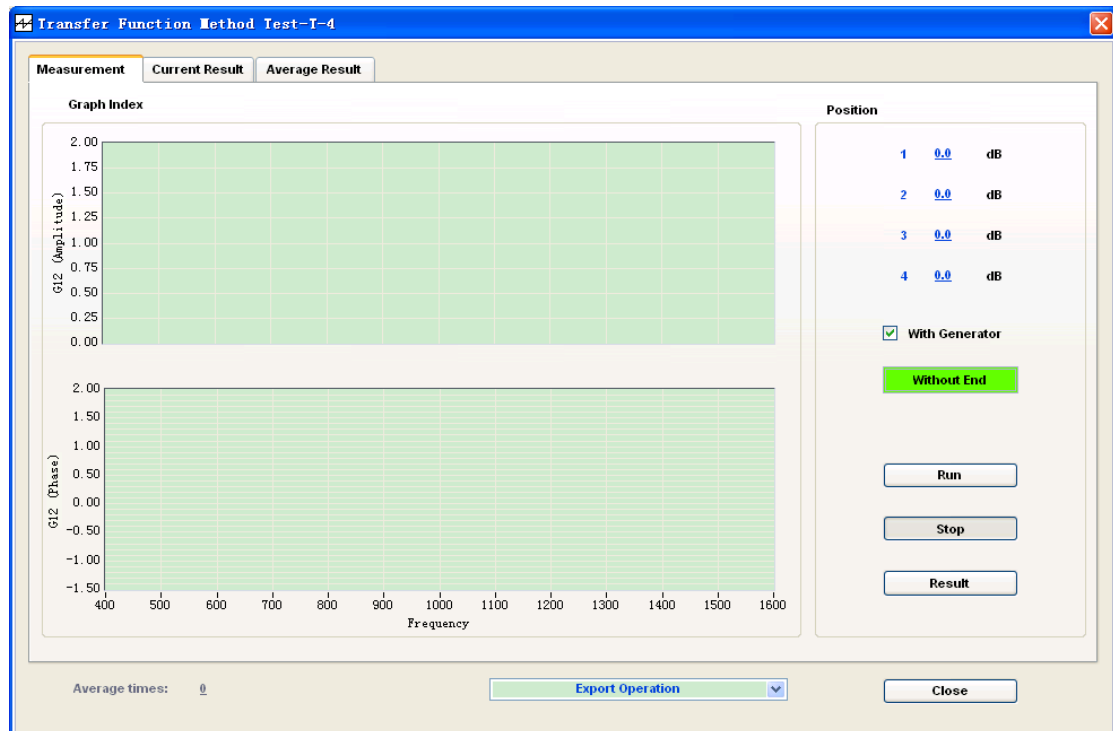 Transfer Function Method Test-T-4
Measurement Current Result Average Result
Graph Index
2.00
1.75
1.50
1.25
1.00
0.75
0.50
0.25
0.00
G12 (Amplitude)
2.00
1.50
1.00
0.50
0.00
-0.50
-1.00
-1.50
G12 (Phase)
400 500 600 700 800 900 1000 1100 1200 1300 1400 1500 1600
Frequency
Position
1 0.0 dB
2 0.0 dB
3 0.0 dB
4 0.0 dB
With Generator
Without End
Run
Stop
Result
Average times: 0
Export Operation
Close